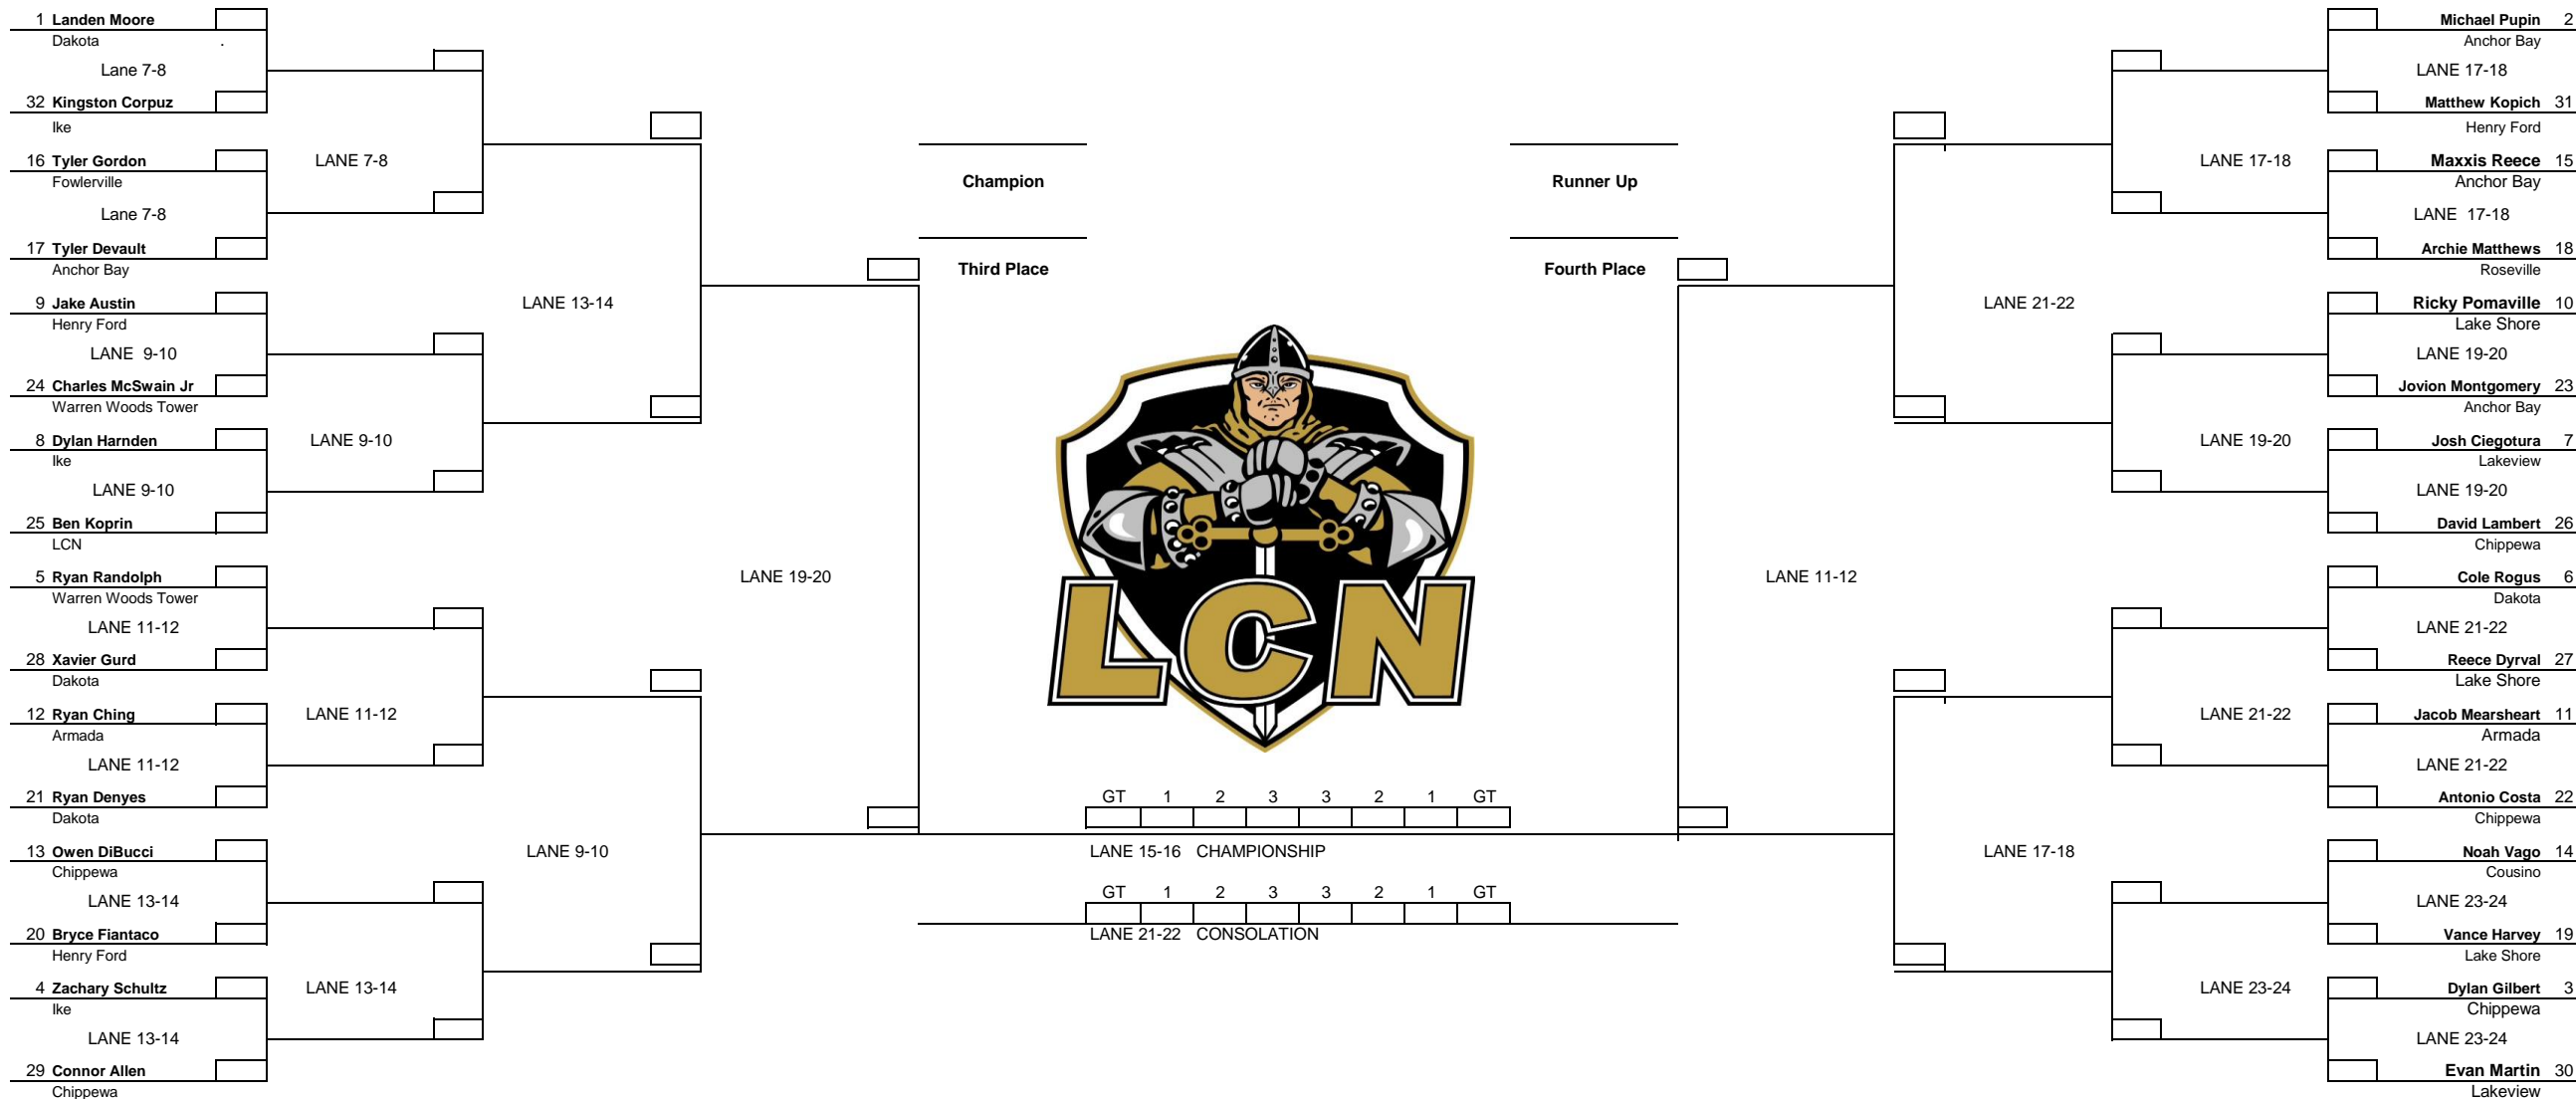 1 Landen Moore
Dakota .
Lane 7-8
32 Kingston Corpuz
Ike
LANE 7-8
16 Tyler Gordon
Fowlerville
Lane 7-8
17 Tyler Devault
Anchor Bay
LANE 13-14
9 Jake Austin
Henry Ford
LANE 9-10
24 Charles McSwain Jr
Warren Woods Tower
LANE 9-10
8 Dylan Harnden
Ike
LANE 9-10
25 Ben Koprin
LCN
LANE 19-20
5 Ryan Randolph
Warren Woods Tower
LANE 11-12
28 Xavier Gurd
Dakota
LANE 11-12
12 Ryan Ching
Armada
LANE 11-12
21 Ryan Denyes
Dakota
LANE 9-10
13 Owen DiBucci
Chippewa
LANE 13-14
20 Bryce Fiantaco
Henry Ford
LANE 13-14
4 Zachary Schultz
Ike
LANE 13-14
29 Connor Allen
Chippewa
Champion
Runner Up
Third Place
Fourth Place
LCN
GT 1 2 3 3 2 1 GT
LANE 15-16 CHAMPIONSHIP
GT 1 2 3 3 2 1 GT
LANE 21-22 CONSOLATION
Michael Pupin 2
Anchor Bay
LANE 17-18
Matthew Kopich 31
Henry Ford
LANE 17-18
Maxxis Reece 15
Anchor Bay
LANE 17-18
Archie Matthews 18
Roseville
LANE 21-22
Ricky Pomaville 10
Lake Shore
LANE 19-20
Jovion Montgomery 23
Anchor Bay
LANE 19-20
Josh Ciegotura 7
Lakeview
LANE 19-20
David Lambert 26
Chippewa
LANE 11-12
Cole Rogus 6
Dakota
LANE 21-22
Reece Dyrval 27
Lake Shore
LANE 21-22
Jacob Mearsheart 11
Armada
LANE 21-22
Antonio Costa 22
Chippewa
LANE 17-18
Noah Vago 14
Cousino
LANE 23-24
Vance Harvey 19
Lake Shore
LANE 23-24
Dylan Gilbert 3
Chippewa
LANE 23-24
Evan Martin 30
Lakeview